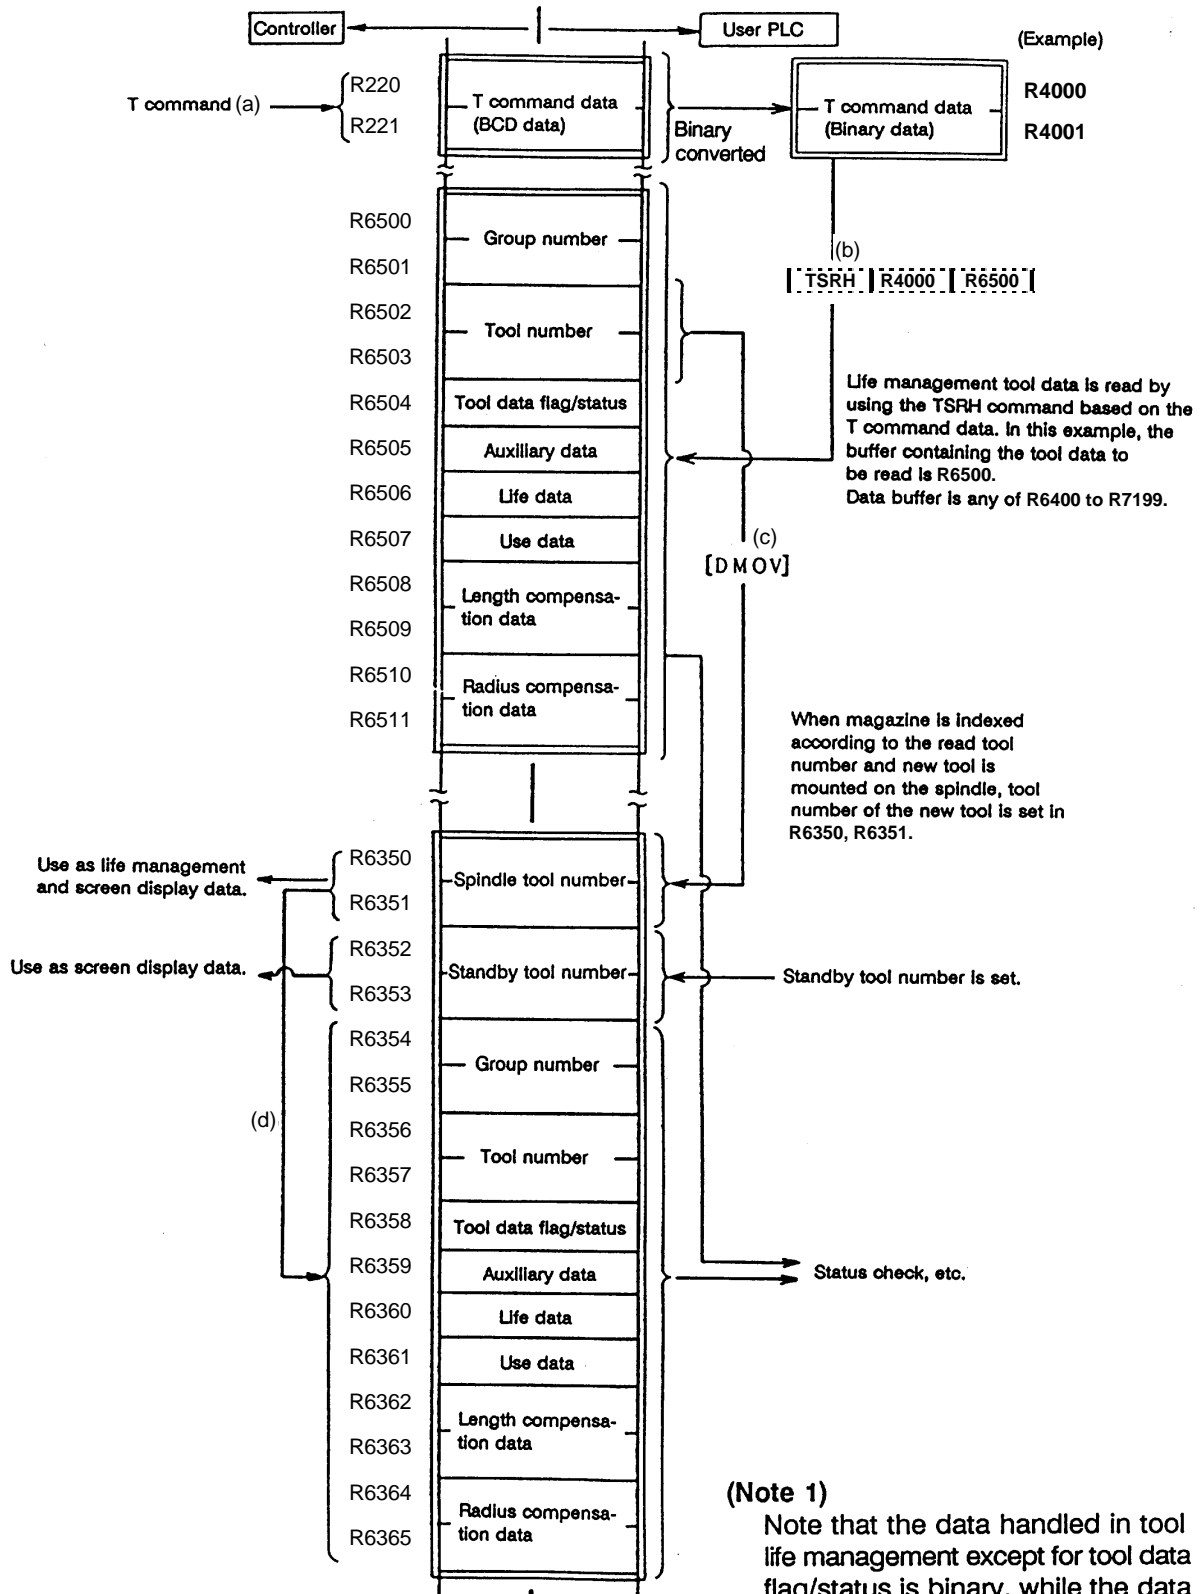 Controller
User PLC
(Example)
T command (a)
R220
R221
T command data
(BCD data)
Binary
converted
T command data
(Binary data)
R4000
R4001
(b)
TSRH R4000 R6500
R6500
R6501
Group number
R6502
R6503
Tool number
R6504
Tool data flag/status
R6505
Auxiliary data
R6506
Life data
R6507
Use data
R6508
R6509
Length compensa-
tion data
R6510
R6511
Radius compensa-
tion data
Life management tool data is read by
using the TSRH command based on the
T command data. In this example, the
buffer containing the tool data to
be read is R6500.
Data buffer is any of R6400 to R7199.
(c)
[DMOV]
When magazine is indexed
according to the read tool
number and new tool is
mounted on the spindle, tool
number of the new tool is set in
R6350, R6351.
Use as life management
and screen display data.
R6350
R6351
Spindle tool number
Use as screen display data.
R6352
R6353
Standby tool number
Standby tool number is set.
(d)
R6354
R6355
Group number
R6356
R6357
Tool number
R6358
Tool data flag/status
R6359
Auxiliary data
Status check, etc.
R6360
Life data
R6361
Use data
R6362
R6363
Length compensa-
tion data
R6364
R6365
Radius compensa-
tion data
(Note 1)
Note that the data handled in tool
life management except for tool data
flag/status is binary, while the data